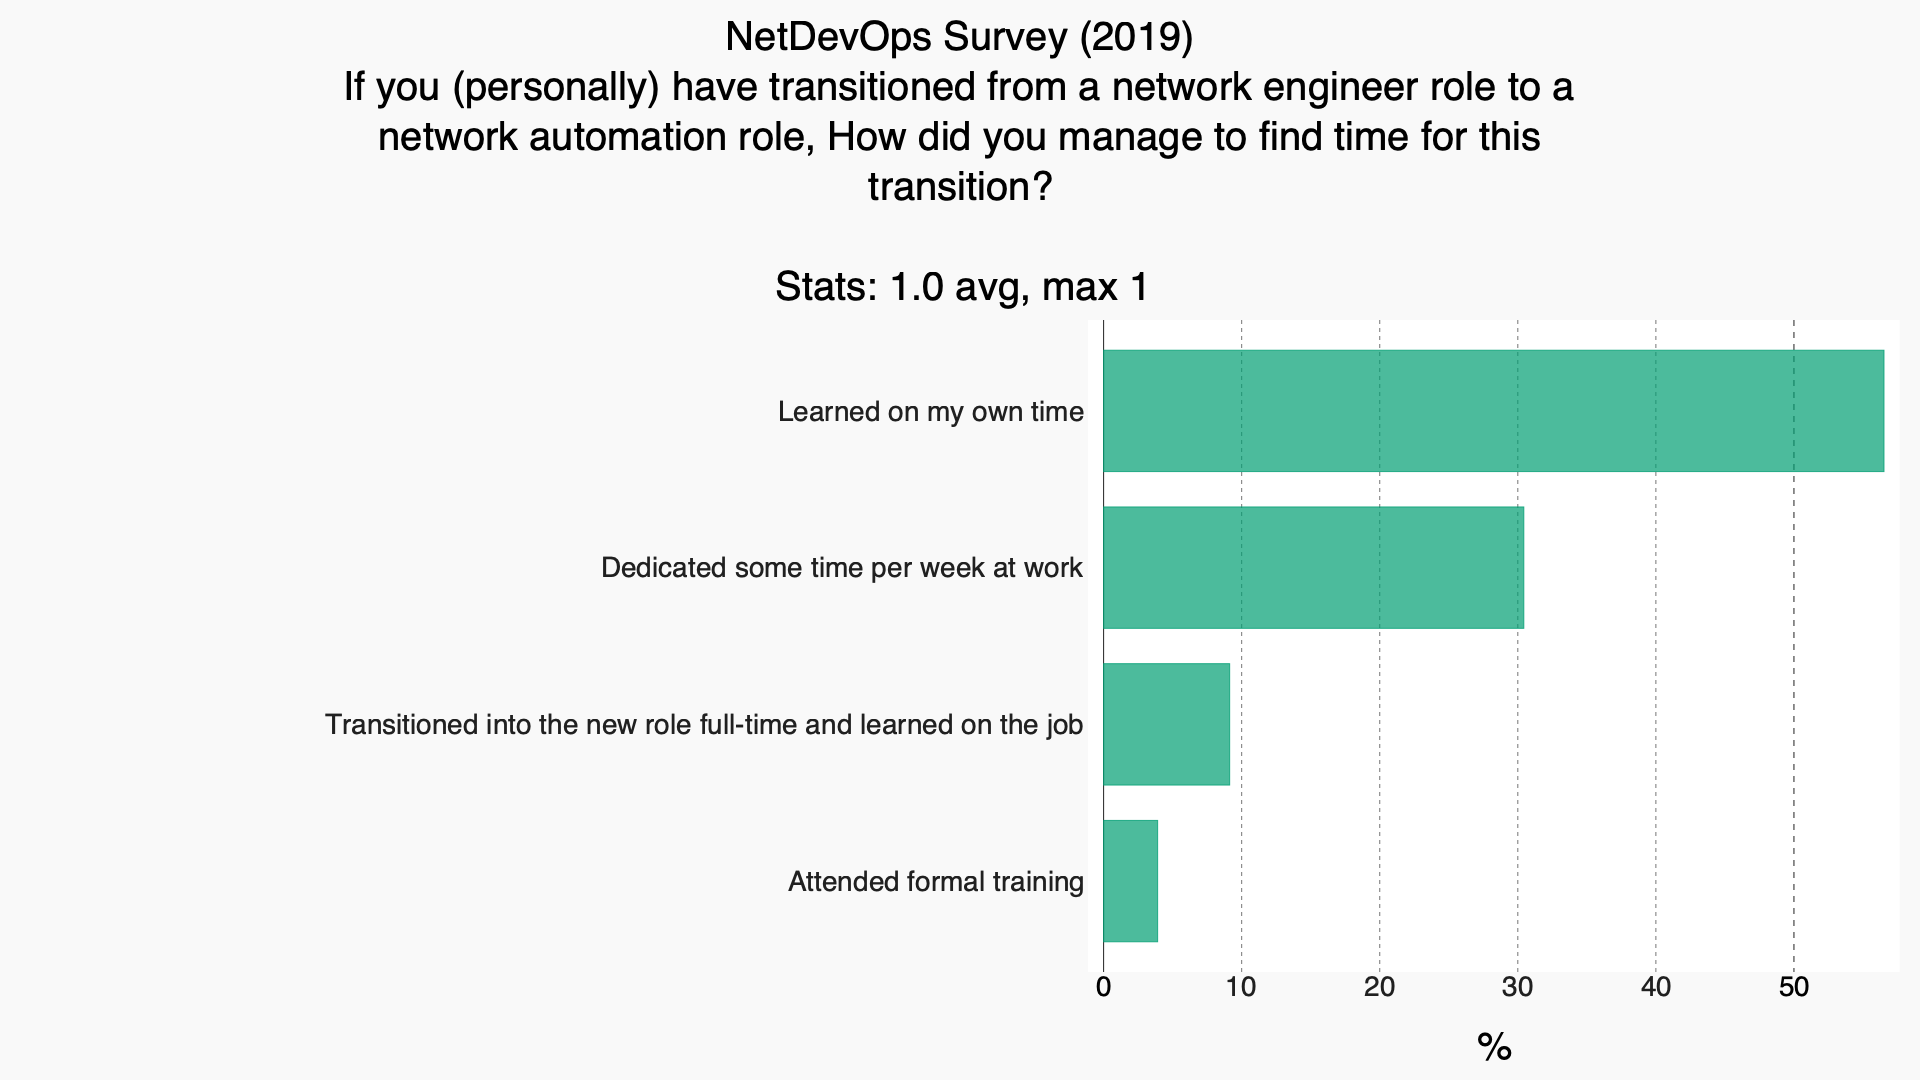 NetDevOps Survey (2019)
If you (personally) have transitioned from a network engineer role to a
network automation role, How did you manage to find time for this
transition?
Stats: 1.0 avg, max 1
Learned on my own time
Dedicated some time per week at work
Transitioned into the new role full-time and learned on the job
Attended formal training
0 10 20 30 40 50
%